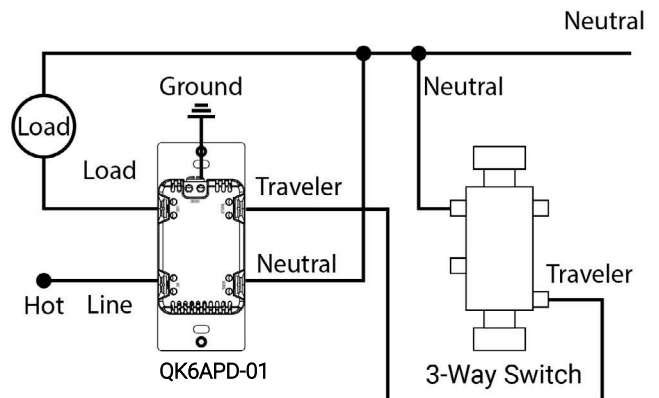 Neutral
Ground
Neutral
Load
Load
Traveler
Neutral
Traveler
Hot
Line
QK6APD-01
3-Way Switch